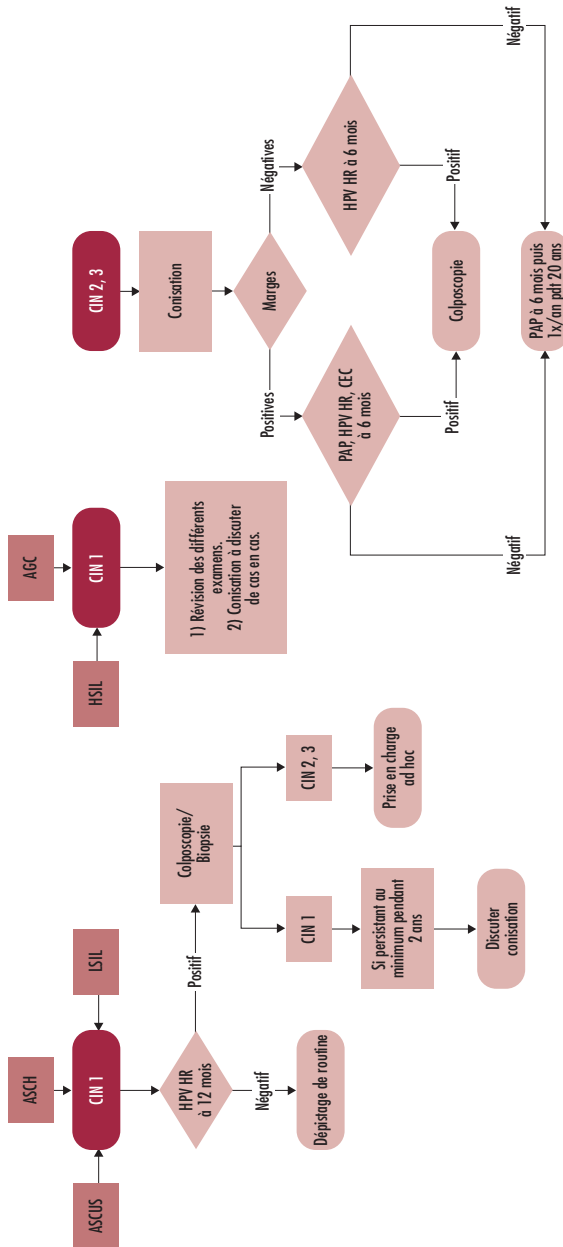 ASCUS
ASCH
LSIL
CIN 1
HPV HR
à 12 mois
Positif
Négatif
Dépistage de routine
Colposcopie/
Biopsie
CIN 1
CIN 2, 3
Si persistant au
minimum pendant
2 ans
Discuter
conisation
Prise en charge
ad hoc
HSIL
AGC
CIN 1
1) Révision des différents
examens.
2) Conisation à discuter
de cas en cas.
CIN 2, 3
Conisation
Marges
Positives
Négatives
PAP, HPV HR, CEC
à 6 mois
HPV HR à 6 mois
Positif
Positif
Colposcopie
Négatif
Négatif
PAP à 6 mois puis
1x/an pdt 20 ans